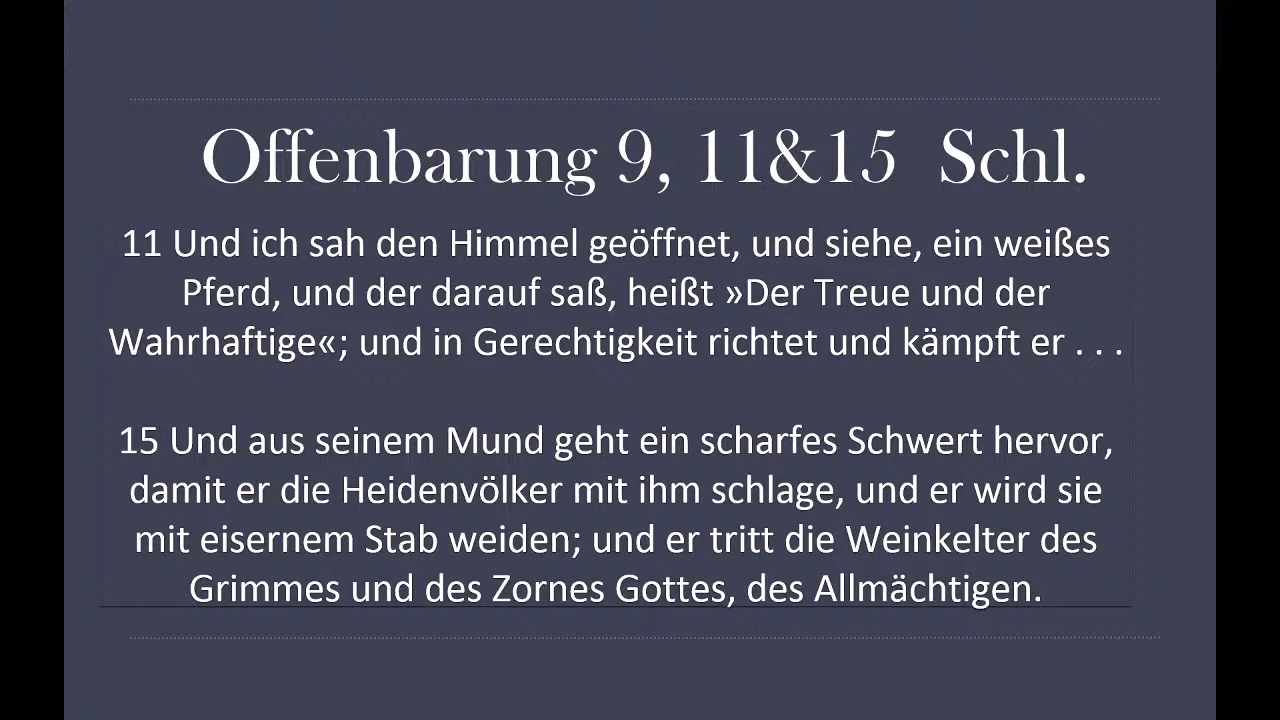 Offenbarung 9, 11&15 Schl.
11 Und ich sah den Himmel geöffnet, und siehe, ein weißes
Pferd, und der darauf saß, heißt »Der Treue und der
Wahrhaftige«; und in Gerechtigkeit richtet und kämpft er . . .
15 Und aus seinem Mund geht ein scharfes Schwert hervor,
damit er die Heidenvölker mit ihm schlage, und er wird sie
mit eisernem Stab weiden; und er tritt die Weinkelter des
Grimmes und des Zornes Gottes, des Allmächtigen.